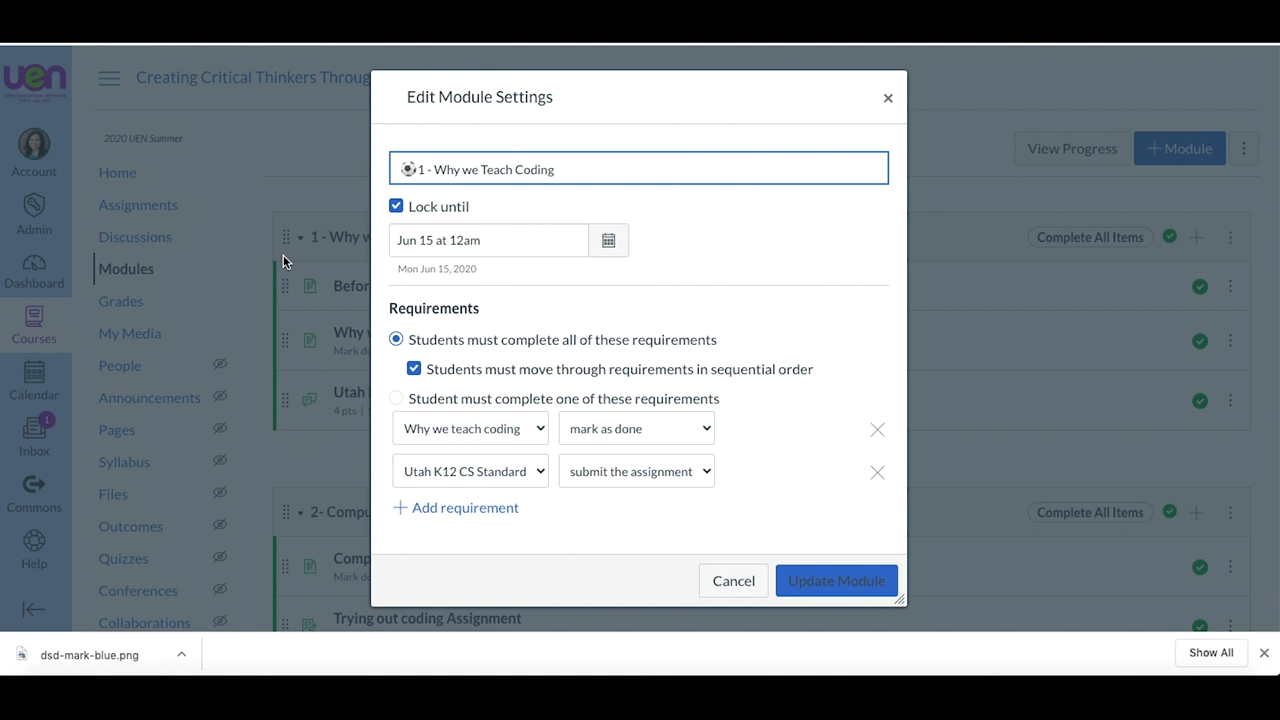 uen
Creating Critical Thinkers Throug
Account
Admin
Dashboard
Courses
Calendar
1
Inbox
Commons
Help
2020 UEN Summer
Home
Assignments
Discussions
Modules
Grades
My Media
People
Announcements
Pages
Syllabus
Files
Outcomes
Quizzes
Conferences
Collaborations
View Progress
+ Module
1 - Why w
Complete All Items
Befor
Why w
Mark do
Utah
4 pts | S
2- Compu
Complete All Items
Comp
Mark do
Trying out coding Assignment
Edit Module Settings
⚽1 - Why we Teach Coding
Lock until
Jun 15 at 12am
Mon Jun 15, 2020
Requirements
Students must complete all of these requirements
Students must move through requirements in sequential order
Student must complete one of these requirements
Why we teach coding mark as done
Utah K12 CS Standard submit the assignment
+ Add requirement
Cancel Update Module
dsd-mark-blue.png
Show All